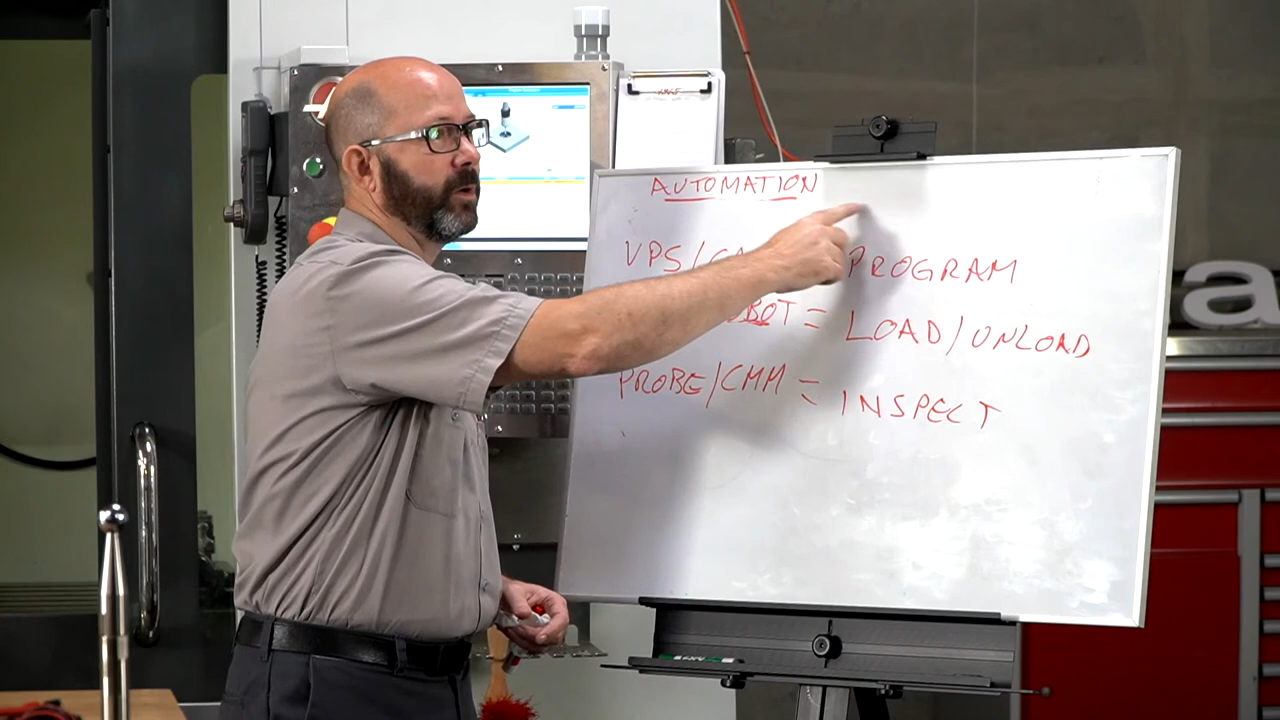 AUTOMATION
VPS/ PROGRAM
= LOAD/UNLOAD
PROBE/CMM = INSPECT
a